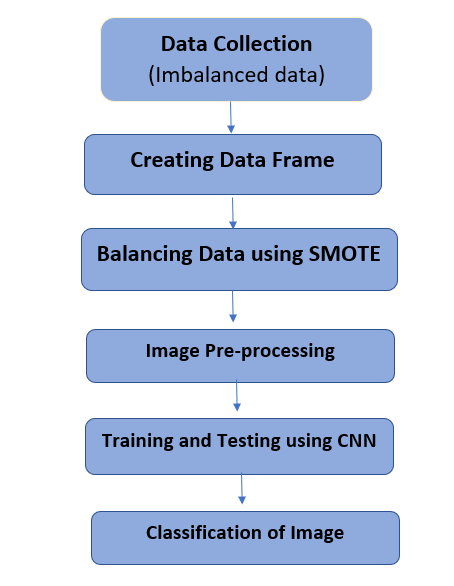 Data Collection
(Imbalanced data)
Creating Data Frame
Balancing Data using SMOTE
Image Pre-processing
Training and Testing using CNN
Classification of Image